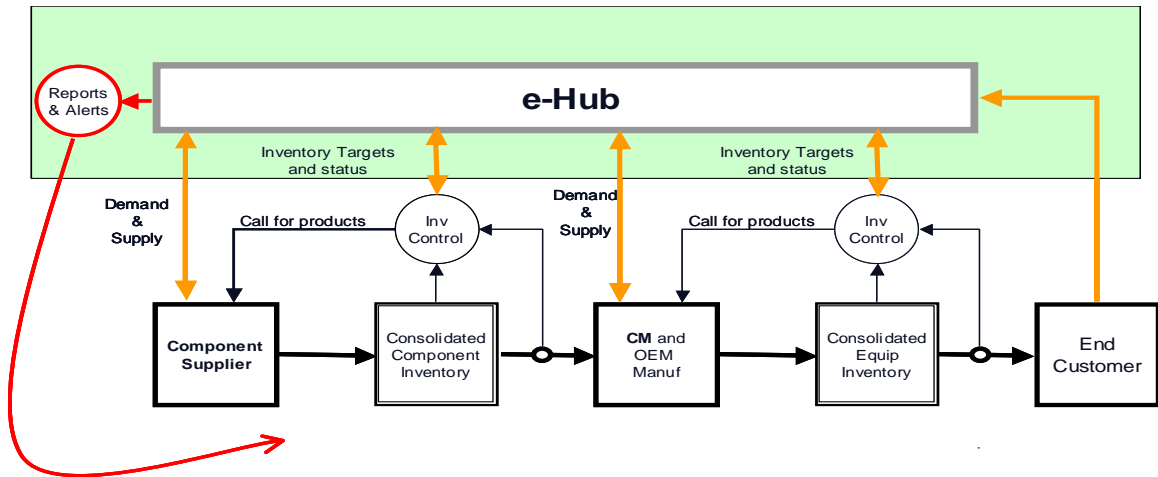 e-Hub
Reports
& Alerts
Inventory Targets
and status
Inventory Targets
and status
Demand
&
Supply
Call for products
Inv
Control
Demand
&
Supply
Call for products
Inv
Control
Component
Supplier
Consolidated
Component
Inventory
CM and
OEM
Manuf
Consolidated
Equip
Inventory
End
Customer